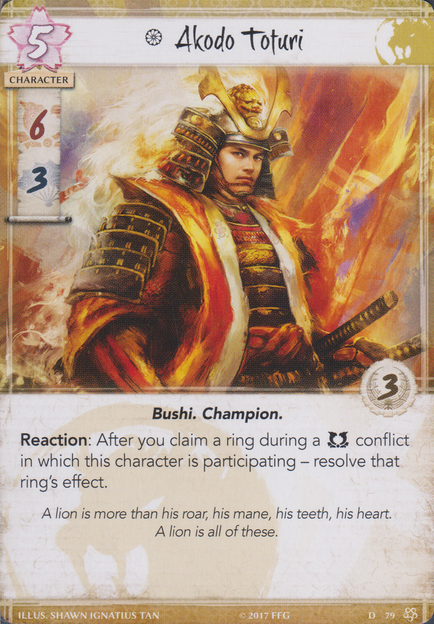 5
Akodo Toturi
CHARACTER
6
3
3
Bushi. Champion.
Reaction: After you claim a ring during a conflict
in which this character is participating – resolve that
ring's effect.
A lion is more than his roar, his mane, his teeth, his heart.
A lion is all of these.
ILLUS. SHAWN IGNATIUS TAN © 2017 FFG D 79